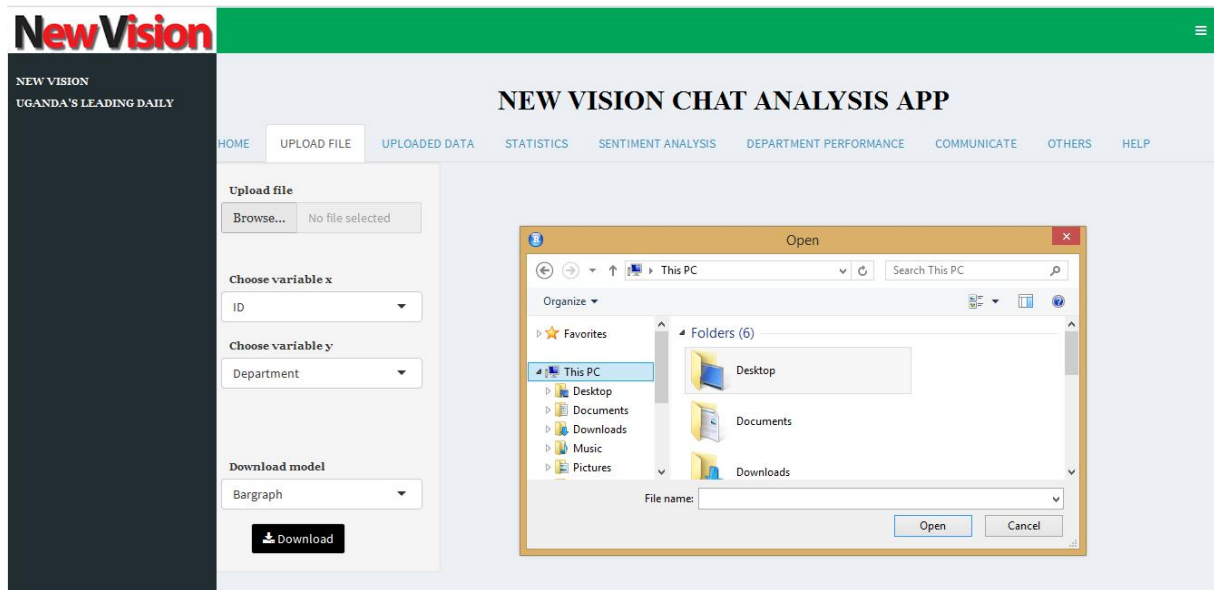 NewVision
NEW VISION
UGANDA'S LEADING DAILY
NEW VISION CHAT ANALYSIS APP
HOME UPLOAD FILE UPLOADED DATA STATISTICS SENTIMENT ANALYSIS DEPARTMENT PERFORMANCE COMMUNICATE OTHERS HELP
Upload file
Browse... No file selected
Choose variable x
ID
Choose variable y
Department
Download model
Bargraph
Download
Open
This PC Search This PC
Organize
Favorites
This PC
Desktop
Documents
Downloads
Music
Pictures
Folders (6)
Desktop
Documents
Downloads
File name:
Open Cancel